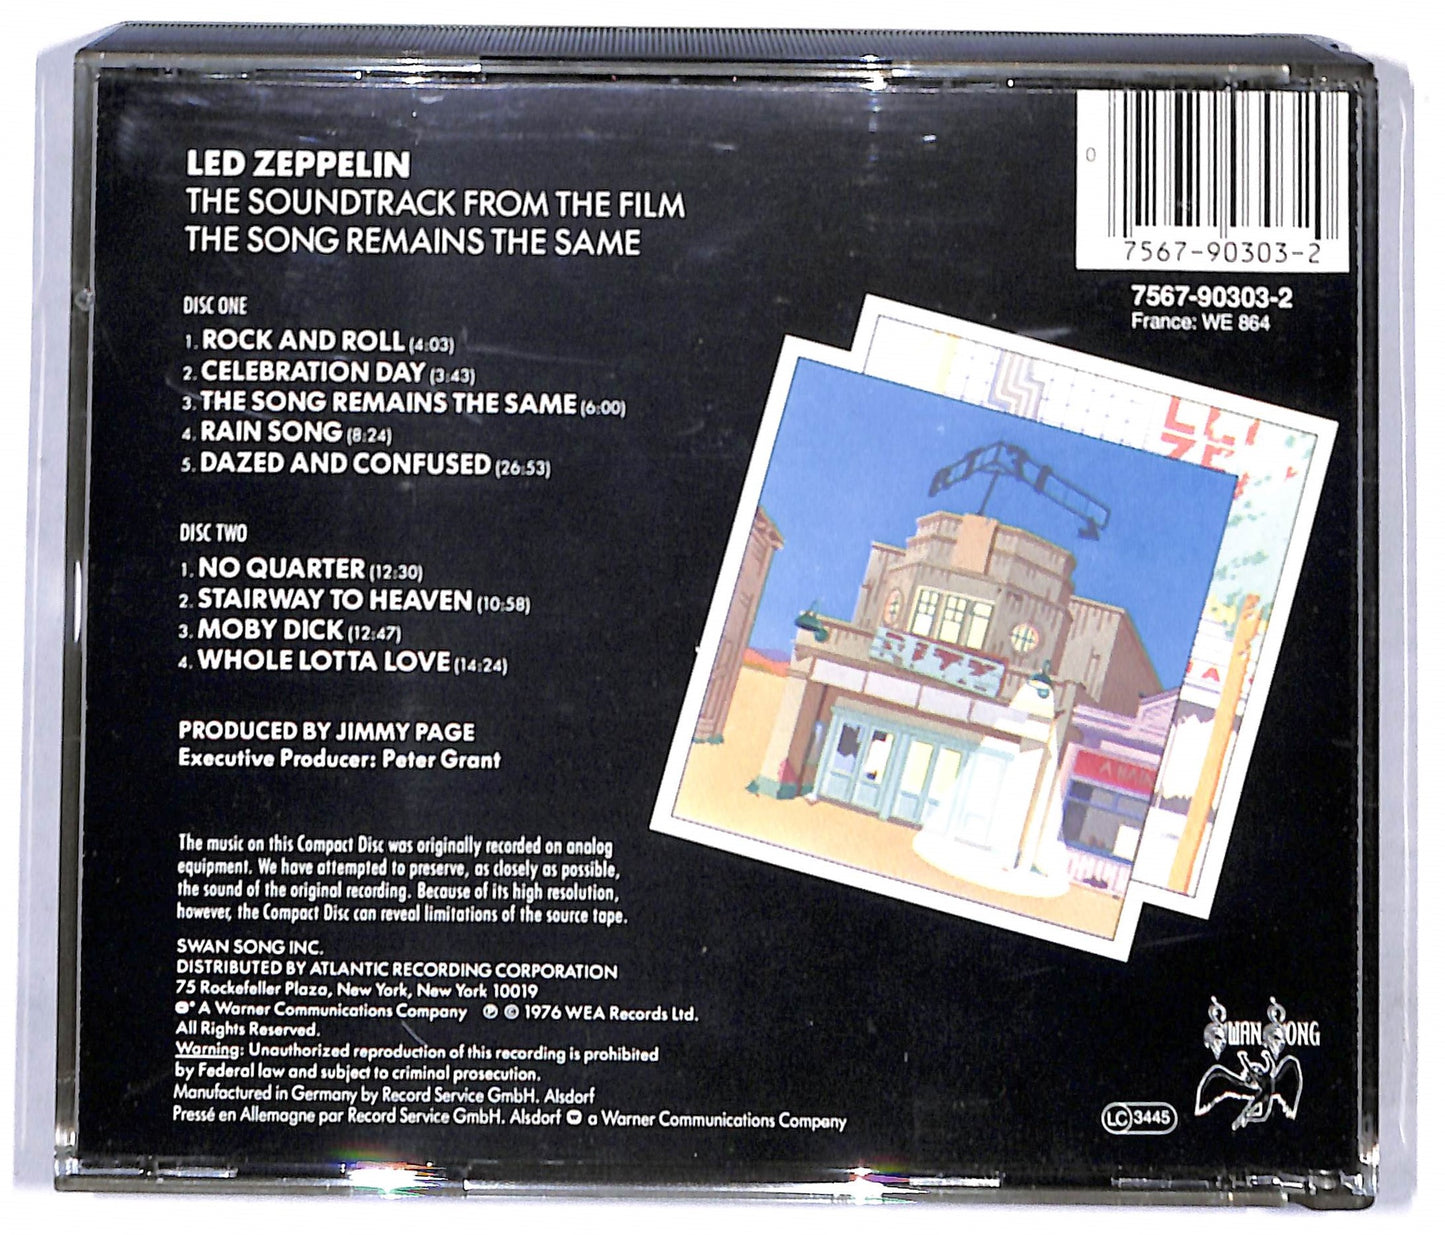 LED ZEPPELIN
THE SOUNDTRACK FROM THE FILM
THE SONG REMAINS THE SAME
DISC ONE
1. ROCK AND ROLL (4:03)
2. CELEBRATION DAY (3:43)
3. THE SONG REMAINS THE SAME (6:00)
4. RAIN SONG (8:24)
5. DAZED AND CONFUSED (26:53)
DISC TWO
1. NO QUARTER (12:30)
2. STAIRWAY TO HEAVEN (10:58)
3. MOBY DICK (12:47)
4. WHOLE LOTTA LOVE (14:24)
PRODUCED BY JIMMY PAGE
Executive Producer: Peter Grant
The music on this Compact Disc was originally recorded on analog
equipment. We have attempted to preserve, as closely as possible,
the sound of the original recording. Because of its high resolution,
however, the Compact Disc can reveal limitations of the source tape.
SWAN SONG INC.
DISTRIBUTED BY ATLANTIC RECORDING CORPORATION
75 Rockefeller Plaza, New York, New York 10019
A Warner Communications Company ℗ © 1976 WEA Records Ltd.
All Rights Reserved.
Warning: Unauthorized reproduction of this recording is prohibited
by Federal law and subject to criminal prosecution.
Manufactured in Germany by Record Service GmbH. Alsdorf
Pressé en Allemagne par Record Service GmbH. Alsdorf a Warner Communications Company
0
7567-90303-2
7567-90303-2
France: WE 864
RITZ
SWAN SONG
LC 3445